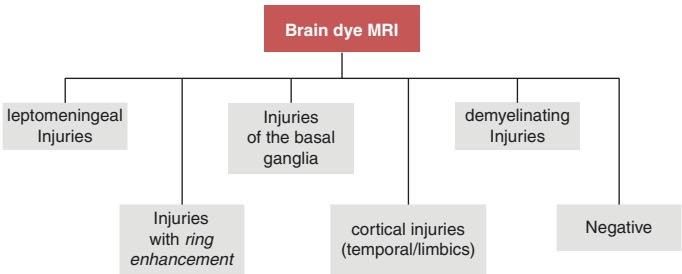 Brain dye MRI
leptomeningeal
Injuries
Injuries
of the basal
ganglia
demyelinating
Injuries
Injuries
with ring
enhancement
cortical injuries
(temporal/limbics)
Negative